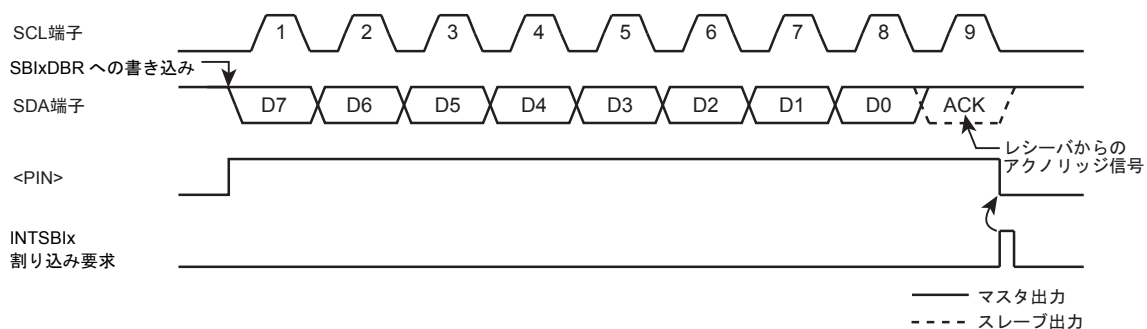 SCL端子
1 2 3 4 5 6 7 8 9
SBIxDBR への書き込み
SDA端子
D7 D6 D5 D4 D3 D2 D1 D0 ACK
レシーバからの
アクノリッジ信号
<PIN>
INTSBIx
割り込み要求
マスタ出力
スレーブ出力